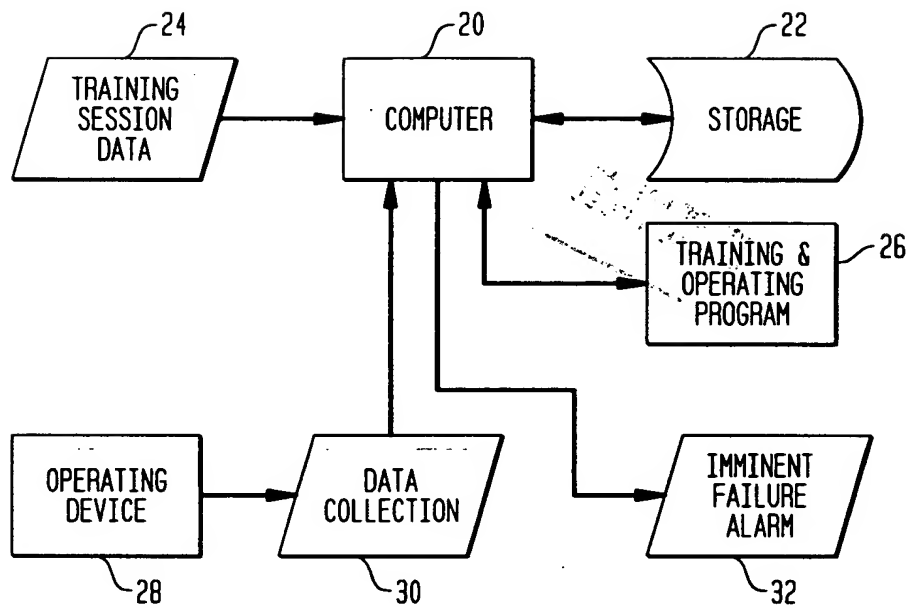 24
20
22
TRAINING
SESSION
DATA
COMPUTER
STORAGE
26
TRAINING &
OPERATING
PROGRAM
OPERATING
DEVICE
DATA
COLLECTION
IMMINENT
FAILURE
ALARM
28
30
32